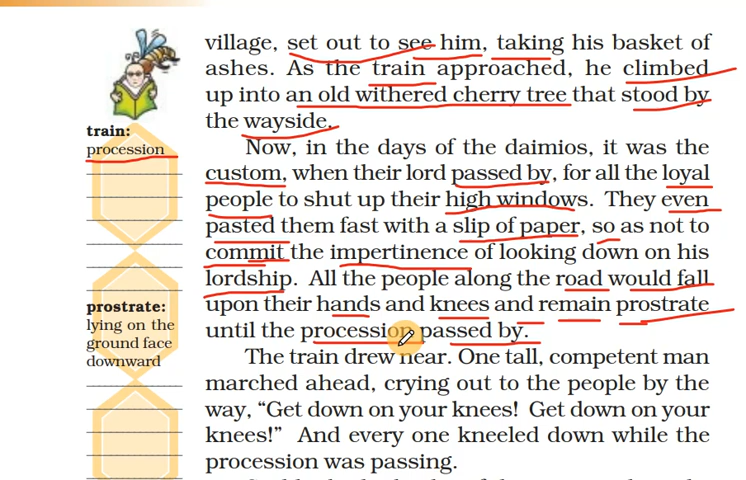 village, set out to see him, taking his basket of
ashes. As the train approached, he climbed
up into an old withered cherry tree that stood by
the wayside.
train:
procession
Now, in the days of the daimios, it was the
custom, when their lord passed by, for all the loyal
people to shut up their high windows. They even
pasted them fast with a slip of paper, so as not to
commit the impertinence of looking down on his
lordship. All the people along the road would fall
upon their hands and knees and remain prostrate
until the procession passed by.
prostrate:
lying on the
ground face
downward
The train drew near. One tall, competent man
marched ahead, crying out to the people by the
way, “Get down on your knees! Get down on your
knees!” And every one kneeled down while the
procession was passing.